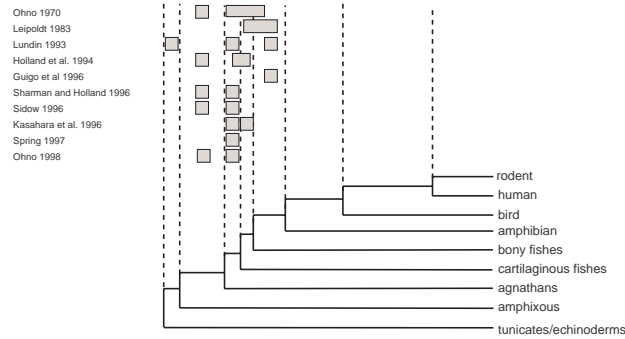 Ohno 1970
Leipoldt 1983
Lundin 1993
Holland et al. 1994
Guigo et al 1996
Sharman and Holland 1996
Sidow 1996
Kasahara et al. 1996
Spring 1997
Ohno 1998
rodent
human
bird
amphibian
bony fishes
cartilaginous fishes
agnathans
amphixous
tunicates/echinoderms